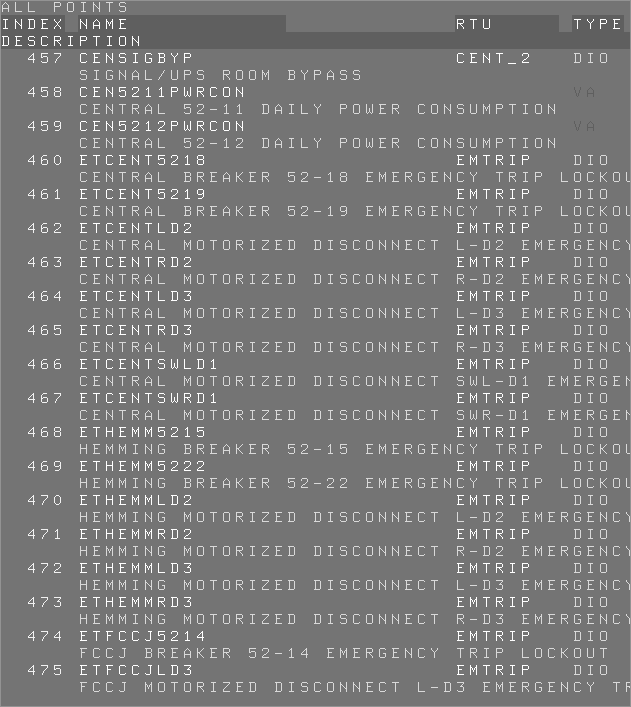 ALL POINTS
INDEX NAME RTU TYPE
DESCRIPTION
457 CENSIGBYP CENT_2 DIO
SIGNAL/UPS ROOM BYPASS
458 CEN5211PWRCON VA
CENTRAL 52-11 DAILY POWER CONSUMPTION
459 CEN5212PWRCON VA
CENTRAL 52-12 DAILY POWER CONSUMPTION
460 ETCENT5218 EMTRIP DIO
CENTRAL BREAKER 52-18 EMERGENCY TRIP LOCKOU
461 ETCENT5219 EMTRIP DIO
CENTRAL BREAKER 52-19 EMERGENCY TRIP LOCKOU
462 ETCENTLD2 EMTRIP DIO
CENTRAL MOTORIZED DISCONNECT L-D2 EMERGENCY
463 ETCENTRD2 EMTRIP DIO
CENTRAL MOTORIZED DISCONNECT R-D2 EMERGENCY
464 ETCENTLD3 EMTRIP DIO
CENTRAL MOTORIZED DISCONNECT L-D3 EMERGENCY
465 ETCENTRD3 EMTRIP DIO
CENTRAL MOTORIZED DISCONNECT R-D3 EMERGENCY
466 ETCENTSWLD1 EMTRIP DIO
CENTRAL MOTORIZED DISCONNECT SWL-D1 EMERGEN
467 ETCENTSWRD1 EMTRIP DIO
CENTRAL MOTORIZED DISCONNECT SWR-D1 EMERGEN
468 ETHEMM5215 EMTRIP DIO
HEMMING BREAKER 52-15 EMERGENCY TRIP LOCKOU
469 ETHEMM5222 EMTRIP DIO
HEMMING BREAKER 52-22 EMERGENCY TRIP LOCKOU
470 ETHEMMLD2 EMTRIP DIO
HEMMING MOTORIZED DISCONNECT L-D2 EMERGENCY
471 ETHEMMRD2 EMTRIP DIO
HEMMING MOTORIZED DISCONNECT R-D2 EMERGENCY
472 ETHEMMLD3 EMTRIP DIO
HEMMING MOTORIZED DISCONNECT L-D3 EMERGENCY
473 ETHEMMRD3 EMTRIP DIO
HEMMING MOTORIZED DISCONNECT R-D3 EMERGENCY
474 ETFCCJ5214 EMTRIP DIO
FCCJ BREAKER 52-14 EMERGENCY TRIP LOCKOUT
475 ETFCCJLD3 EMTRIP DIO
FCCJ MOTORIZED DISCONNECT L-D3 EMERGENCY TR